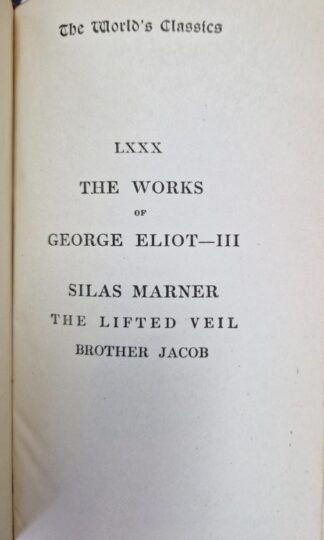 The World's Classics
LXXX
THE WORKS
OF
GEORGE ELIOT—III
SILAS MARNER
THE LIFTED VEIL
BROTHER JACOB